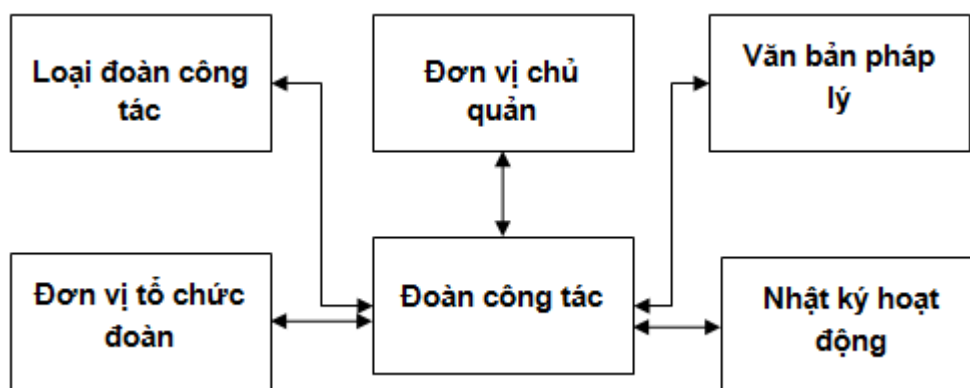 Loại đoàn công
tác
Đơn vị chủ
quản
Văn bản pháp
lý
Đơn vị tổ chức
đoàn
Đoàn công tác
Nhật ký hoạt
động